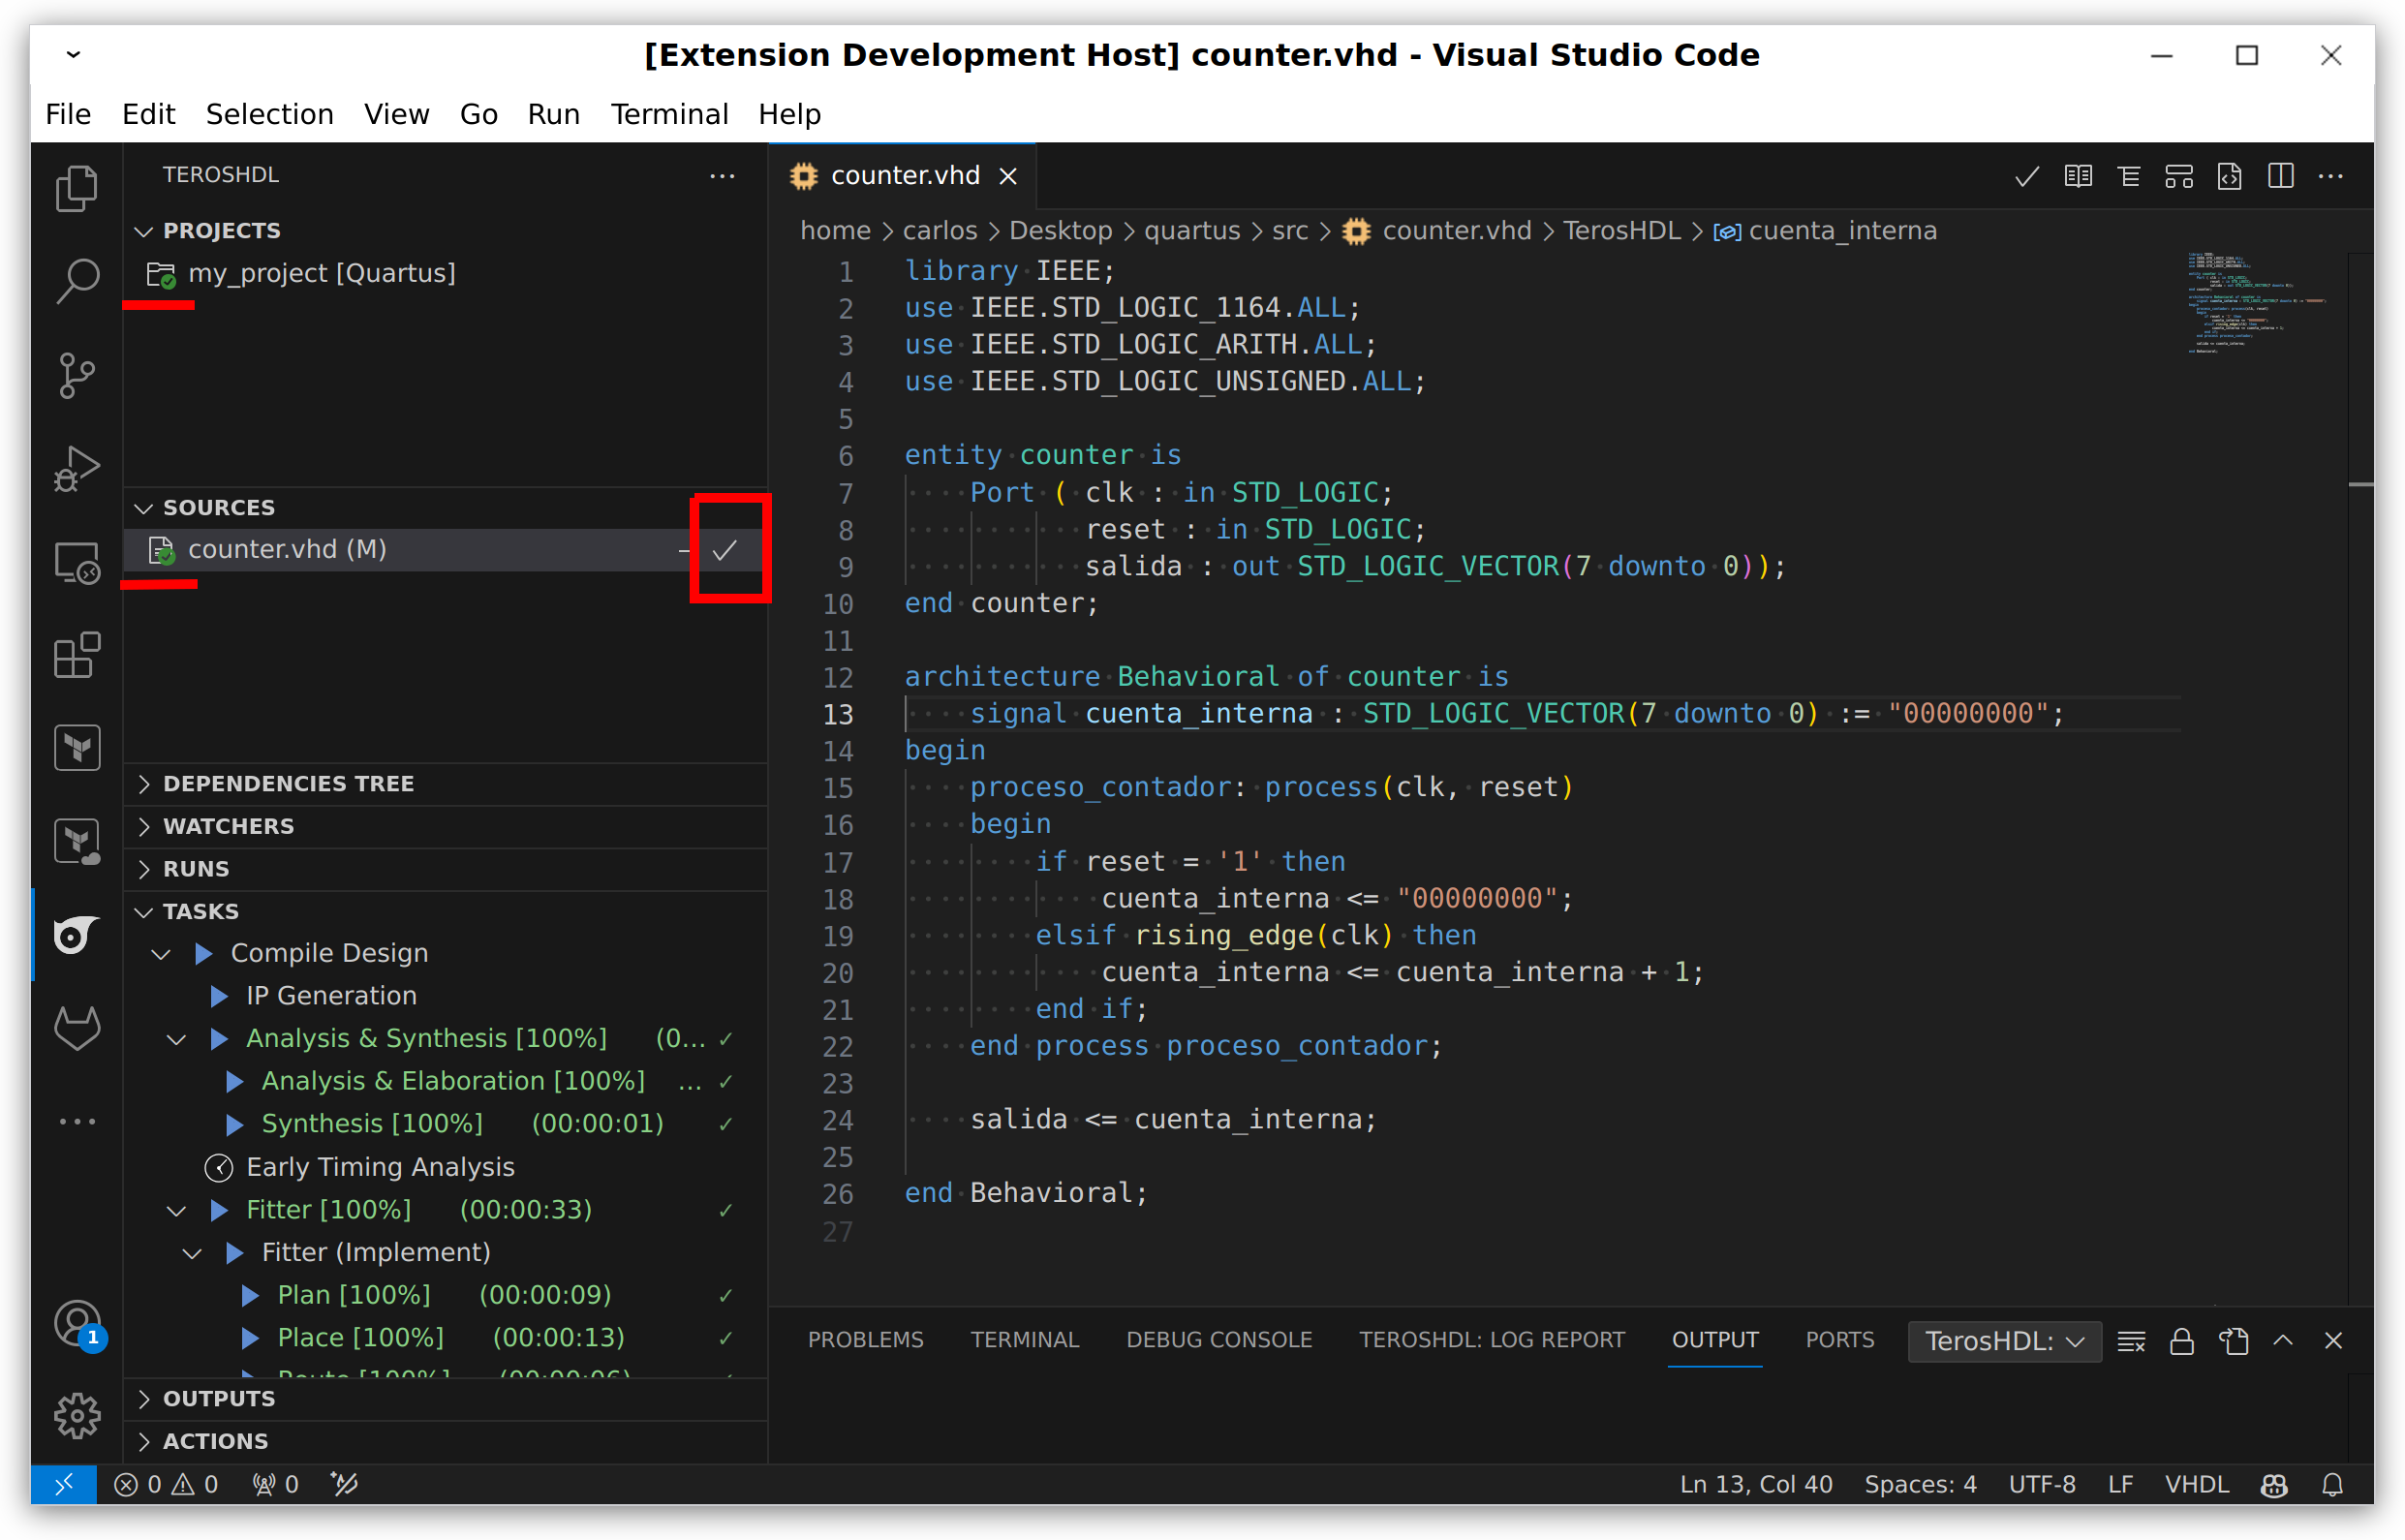 [Extension Development Host] counter.vhd - Visual Studio Code
File Edit Selection View Go Run Terminal Help
TEROSHDL
PROJECTS
my_project [Quartus]
SOURCES
counter.vhd (M)
DEPENDENCIES TREE
WATCHERS
RUNS
TASKS
Compile Design
IP Generation
Analysis & Synthesis [100%] (0...
Analysis & Elaboration [100%] ...
Synthesis [100%] (00:00:01)
Early Timing Analysis
Fitter [100%] (00:00:33)
Fitter (Implement)
Plan [100%] (00:00:09)
Place [100%] (00:00:13)
Route [100%] (00:00:06)
OUTPUTS
ACTIONS
1
counter.vhd
home > carlos > Desktop > quartus > src > counter.vhd > TerosHDL > cuenta_interna
1 library IEEE;
2 use IEEE.STD_LOGIC_1164.ALL;
3 use IEEE.STD_LOGIC_ARITH.ALL;
4 use IEEE.STD_LOGIC_UNSIGNED.ALL;
5
6 entity counter is
7     Port ( clk : in STD_LOGIC;
8            reset : in STD_LOGIC;
9            salida : out STD_LOGIC_VECTOR(7 downto 0));
10 end counter;
11
12 architecture Behavioral of counter is
13     signal cuenta_interna : STD_LOGIC_VECTOR(7 downto 0) := "00000000";
14 begin
15     proceso_contador: process(clk, reset)
16     begin
17         if reset = '1' then
18             cuenta_interna <= "00000000";
19         elsif rising_edge(clk) then
20             cuenta_interna <= cuenta_interna + 1;
21         end if;
22     end process proceso_contador;
23
24     salida <= cuenta_interna;
25
26 end Behavioral;
27
PROBLEMS TERMINAL DEBUG CONSOLE TEROSHDL: LOG REPORT OUTPUT PORTS TerosHDL:
0 0 0 Ln 13, Col 40 Spaces: 4 UTF-8 LF VHDL